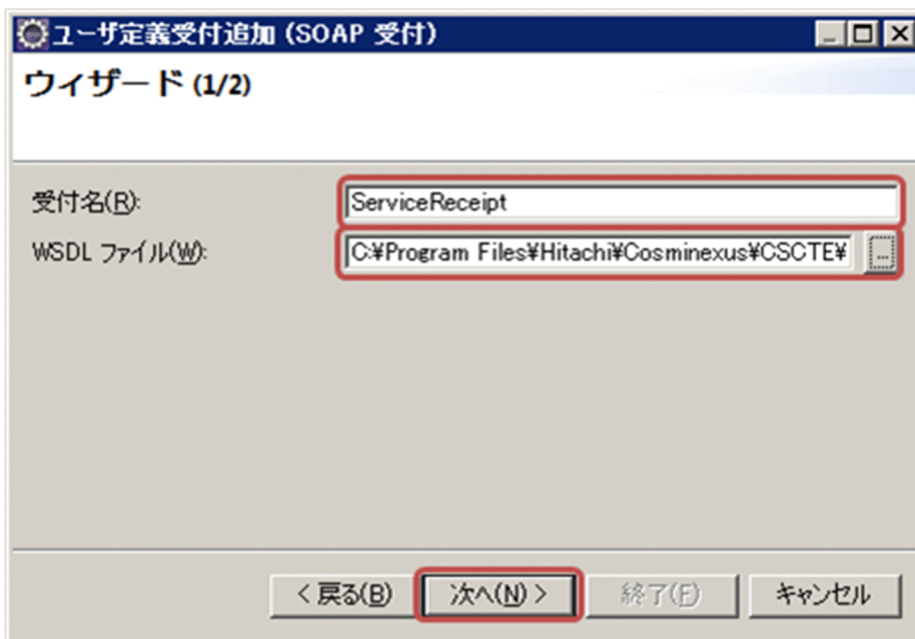 ユーザ定義受付追加 (SOAP 受付)
ウィザード (1/2)
受付名(R):
ServiceReceipt
WSDL ファイル(W):
C:¥Program Files¥Hitachi¥Cosminexus¥CSCTE¥
...
< 戻る(B)
次へ(N) >
終了(F)
キャンセル